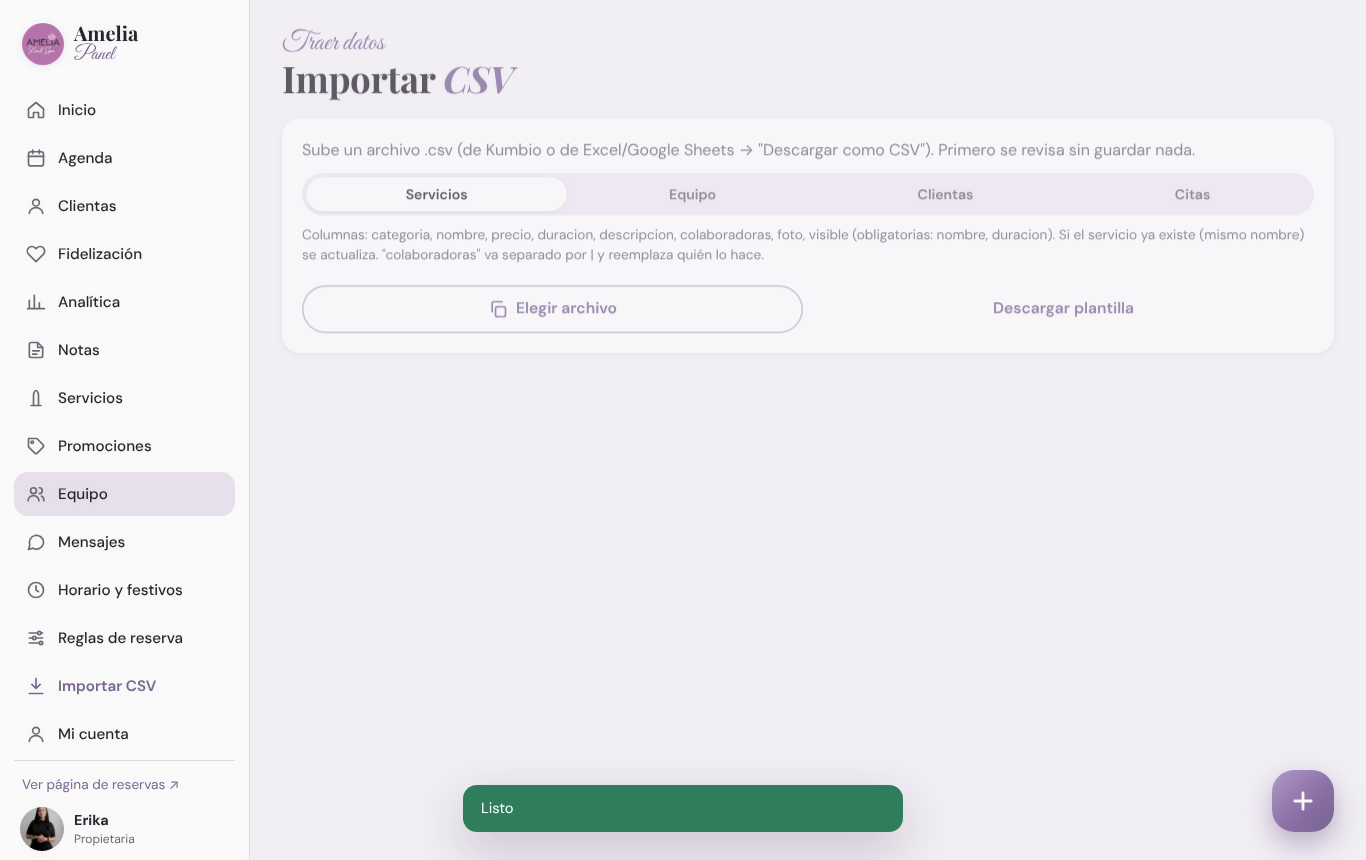 AMELIA
Nail Spa
Amelia
Panel
Inicio
Agenda
Clientas
Fidelización
Analítica
Notas
Servicios
Promociones
Equipo
Mensajes
Horario y festivos
Reglas de reserva
Importar CSV
Mi cuenta
Ver página de reservas ↗
Erika
Propietaria
Traer datos
Importar CSV
Sube un archivo .csv (de Kumbio o de Excel/Google Sheets → "Descargar como CSV"). Primero se revisa sin guardar nada.
Servicios Equipo Clientas Citas
Columnas: categoria, nombre, precio, duracion, descripcion, colaboradoras, foto, visible (obligatorias: nombre, duracion). Si el servicio ya existe (mismo nombre)
se actualiza. "colaboradoras" va separado por | y reemplaza quién lo hace.
Elegir archivo Descargar plantilla
Listo